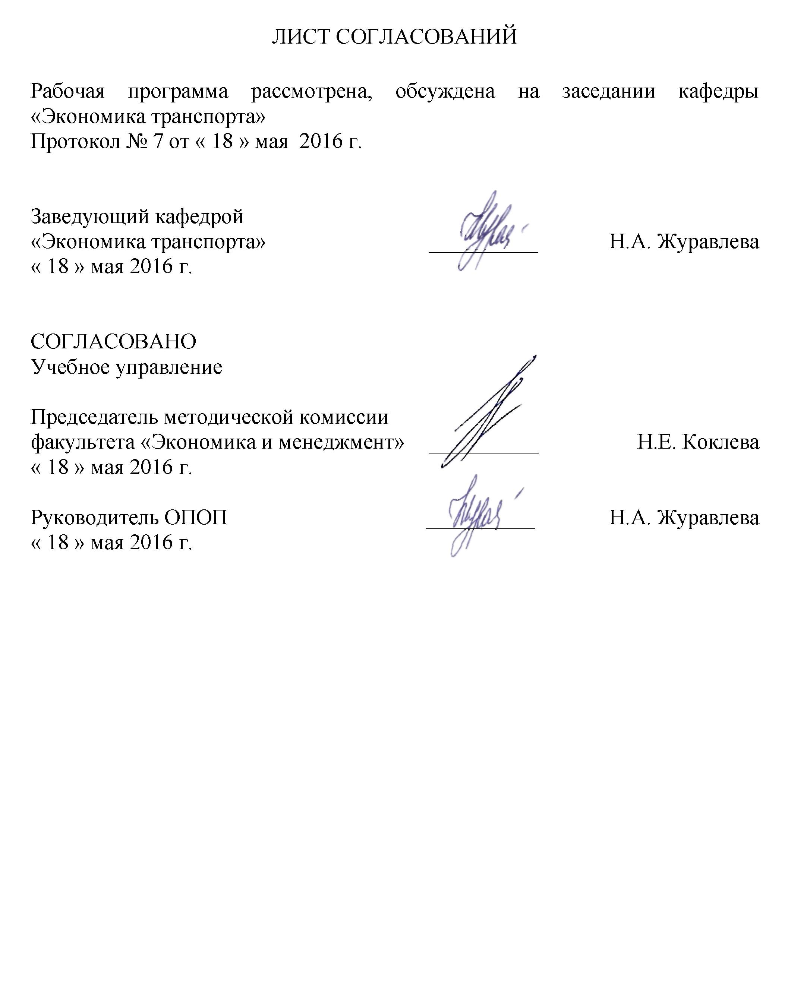 ЛИСТ СОГЛАСОВАНИЙ
Рабочая программа рассмотрена, обсуждена на заседании кафедры
«Экономика транспорта»
Протокол № 7 от « 18 » мая 2016 г.
Заведующий кафедрой
«Экономика транспорта» Н.А. Журавлева
« 18 » мая 2016 г.
СОГЛАСОВАНО
Учебное управление
Председатель методической комиссии
факультета «Экономика и менеджмент» Н.Е. Коклева
« 18 » мая 2016 г.
Руководитель ОПОП Н.А. Журавлева
« 18 » мая 2016 г.